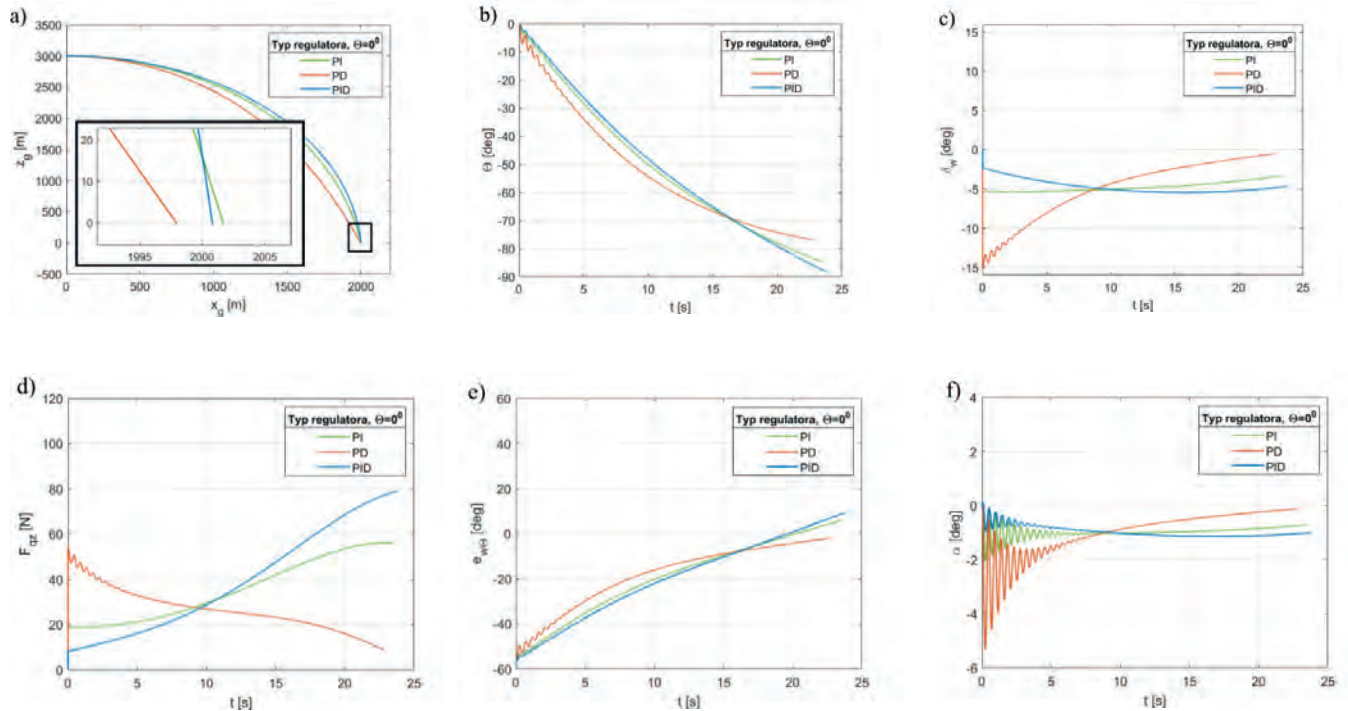 a)
3500
3000
2500
2000
1500
1000
500
0
-500
z_g [m]
0
500
1000
1500
2000
x_g [m]
Typ regulatora, Θ=0⁰
PI
PD
PID
20
10
0
1995
2000
2005
b)
0
-10
-20
-30
-40
-50
-60
-70
-80
-90
Θ [deg]
0
5
10
15
20
25
t [s]
Typ regulatora, Θ=0⁰
PI
PD
PID
c)
15
10
5
0
-5
-10
-15
δ_w [deg]
0
5
10
15
20
25
t [s]
Typ regulatora, Θ=0⁰
PI
PD
PID
d)
120
100
80
60
40
20
0
F_qz [N]
0
5
10
15
20
25
t [s]
Typ regulatora, Θ=0⁰
PI
PD
PID
e)
60
40
20
0
-20
-40
-60
e_wΘ [deg]
0
5
10
15
20
25
t [s]
Typ regulatora, Θ=0⁰
PI
PD
PID
f)
4
2
0
-2
-4
-6
α [deg]
0
5
10
15
20
25
t [s]
Typ regulatora, Θ=0⁰
PI
PD
PID